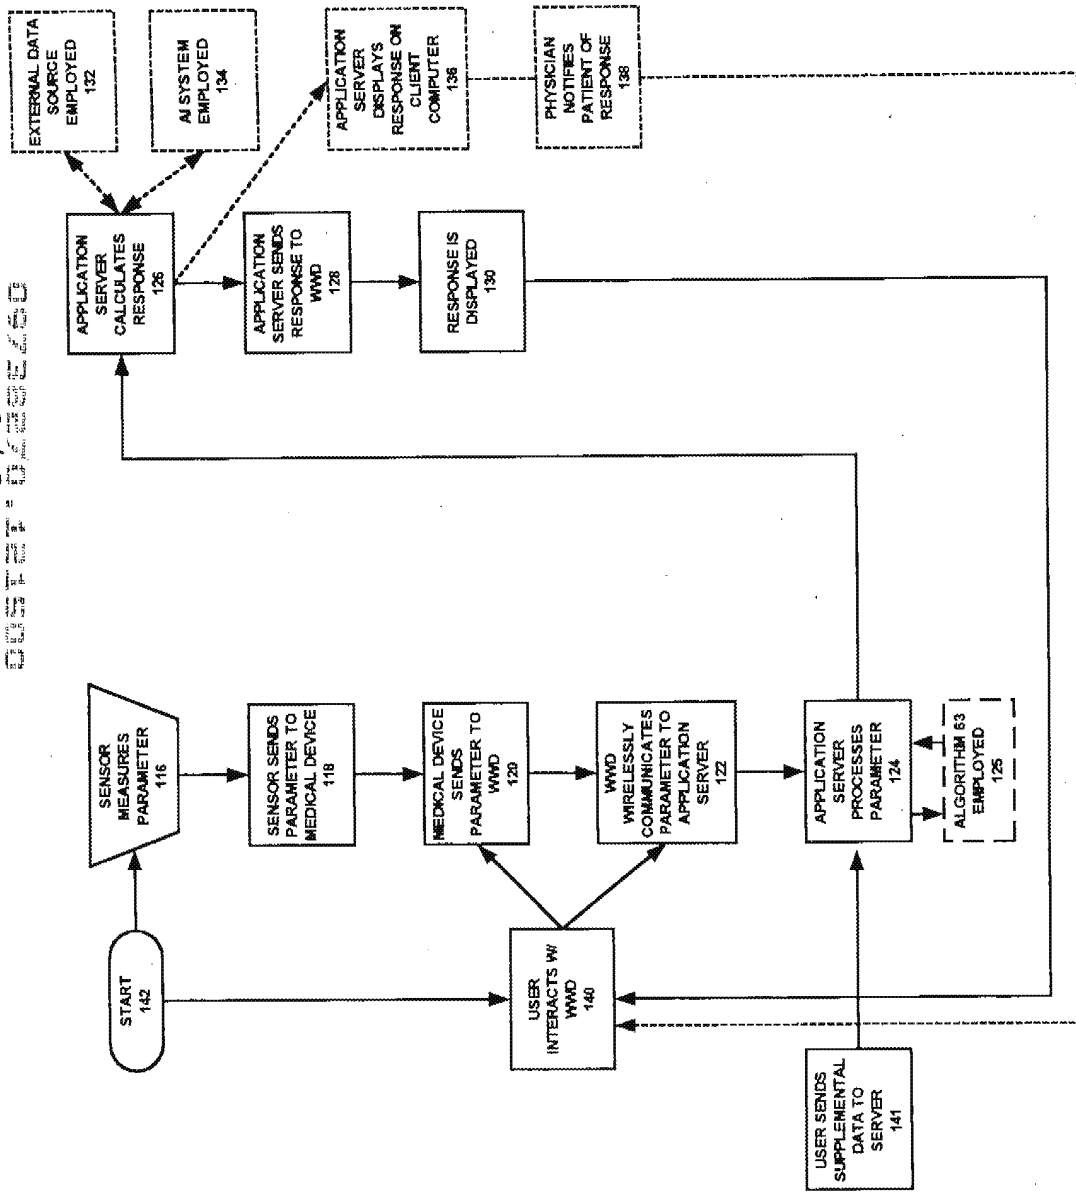 START
142
SENSOR
MEASURES
PARAMETER
116
SENSOR SENDS
PARAMETER TO
MEDICAL DEVICE
118
MEDICAL DEVICE
SENDS
PARAMETER TO
WWD
120
WWD
WIRELESSLY
COMMUNICATES
PARAMETER TO
APPLICATION
SERVER
122
APPLICATION
SERVER
PROCESSES
PARAMETER
124
ALGORITHM 63
EMPLOYED
125
USER
INTERACTS W/
WWD
140
USER SENDS
SUPPLEMENTAL
DATA TO
SERVER
141
APPLICATION
SERVER
CALCULATES
RESPONSE
126
APPLICATION
SERVER SENDS
RESPONSE TO
WWD
128
RESPONSE IS
DISPLAYED
130
EXTERNAL DATA
SOURCE
EMPLOYED
132
AI SYSTEM
EMPLOYED
134
APPLICATION
SERVER
DISPLAYS
RESPONSE ON
CLIENT
COMPUTER
136
PHYSICIAN
NOTIFIES
PATIENT OF
RESPONSE
138